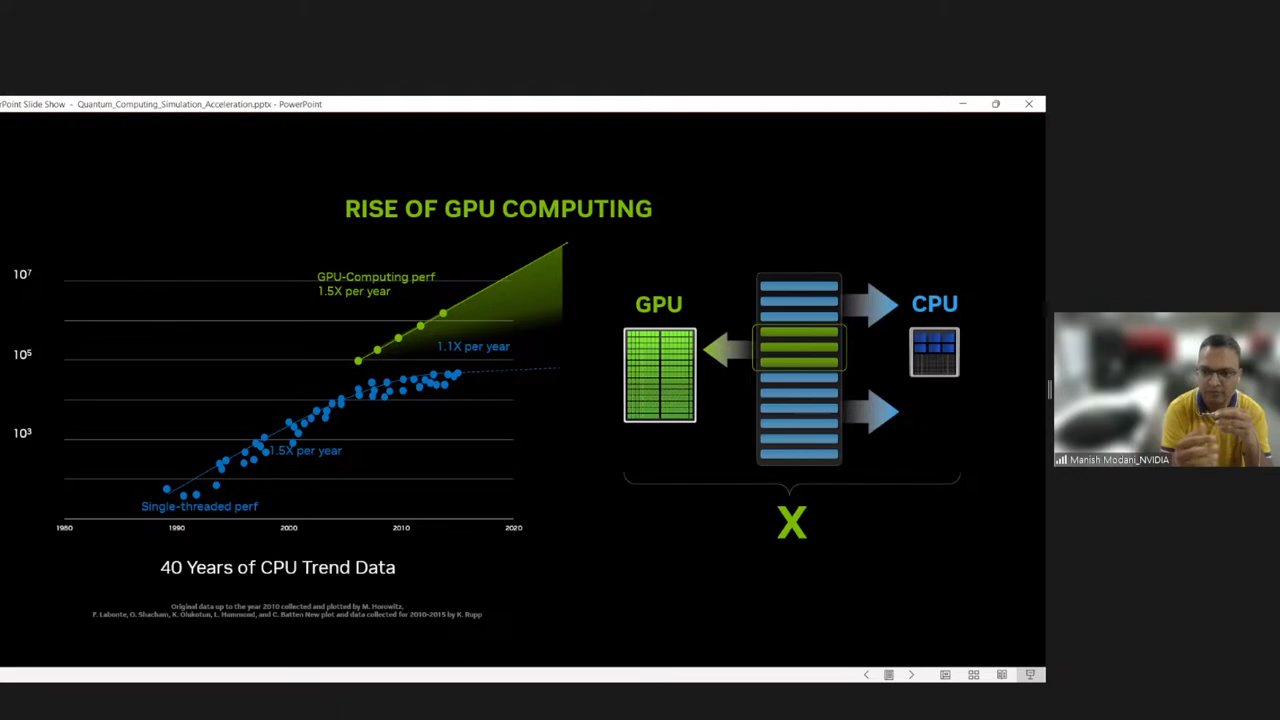 PointPoint Slide Show - Quantum_Computing_Simulation_Acceleration.pptx - PowerPoint
RISE OF GPU COMPUTING
10⁷
10⁵
10³
GPU-Computing perf
1.5X per year
1.1X per year
1.5X per year
Single-threaded perf
1980 1990 2000 2010 2020
40 Years of CPU Trend Data
Original data up to the year 2010 collected and plotted by M. Horowitz,
F. Labonte, O. Shacham, K. Olukotun, L. Hammond, and C. Batten New plot and data collected for 2010-2015 by K. Rupp
GPU
CPU
X
Manish Modani_NVIDIA